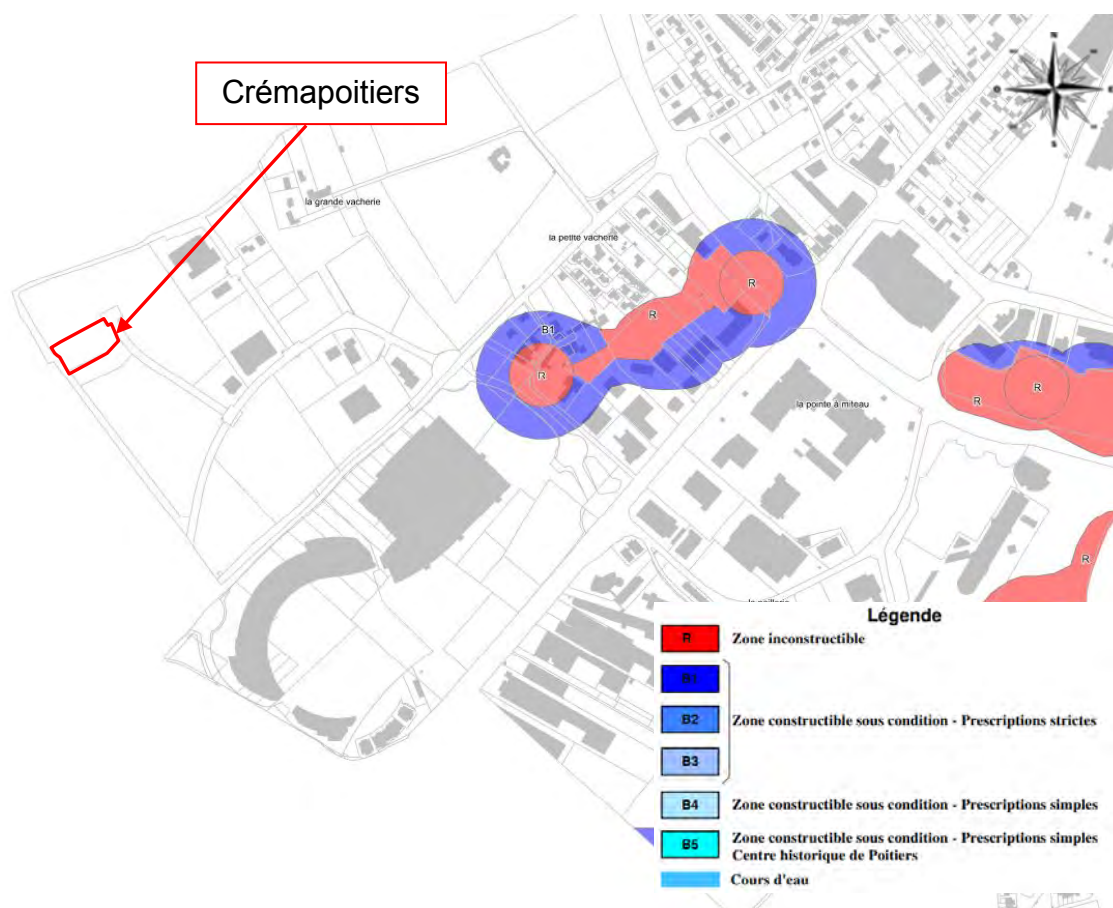 Crémapoitiers
la grande vacherie
la petite vacherie
R
R
B1
R
la pointe à miteau
R
R
R
Légende
R Zone inconstructible
B1
B2 Zone constructible sous condition - Prescriptions strictes
B3
B4 Zone constructible sous condition - Prescriptions simples
B5 Zone constructible sous condition - Prescriptions simples
Centre historique de Poitiers
Cours d'eau